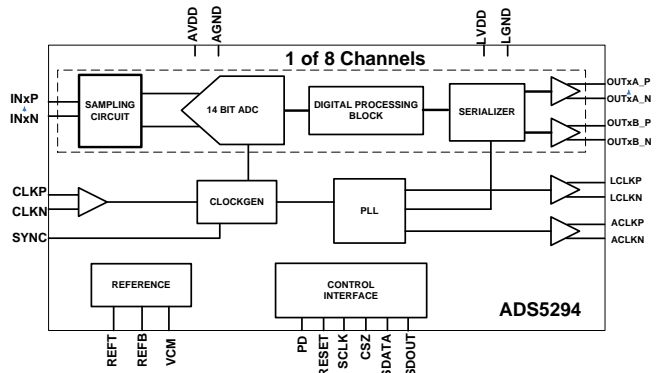 AVDD
AGND
LVDD
LGND
1 of 8 Channels
INxP
INxN
SAMPLING
CIRCUIT
14 BIT ADC
DIGITAL PROCESSING
BLOCK
SERIALIZER
OUTxA_P
OUTxA_N
OUTxB_P
OUTxB_N
CLKP
CLKN
SYNC
CLOCKGEN
PLL
LCLKP
LCLKN
ACLKP
ACLKN
REFERENCE
CONTROL
INTERFACE
ADS5294
REFT
REFB
VCM
PD
RESET
SCLK
CSZ
SDATA
SDOUT